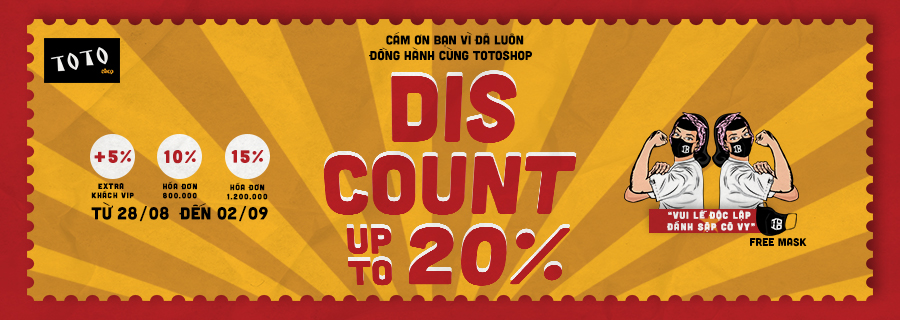 TOTO
shop
CẢM ƠN BẠN VÌ ĐÃ LUÔN
ĐỒNG HÀNH CÙNG TOTOSHOP
DIS
COUNT
UP
TO
20%
+5%
10%
15%
EXTRA
KHÁCH VIP
HÓA ĐƠN
800.000
HÓA ĐƠN
1.200.000
TỪ 28/08 ĐẾN 02/09
"VUI LỄ ĐỘC LẬP
ĐÁNH SẬP CÔ VY"
FREE MASK